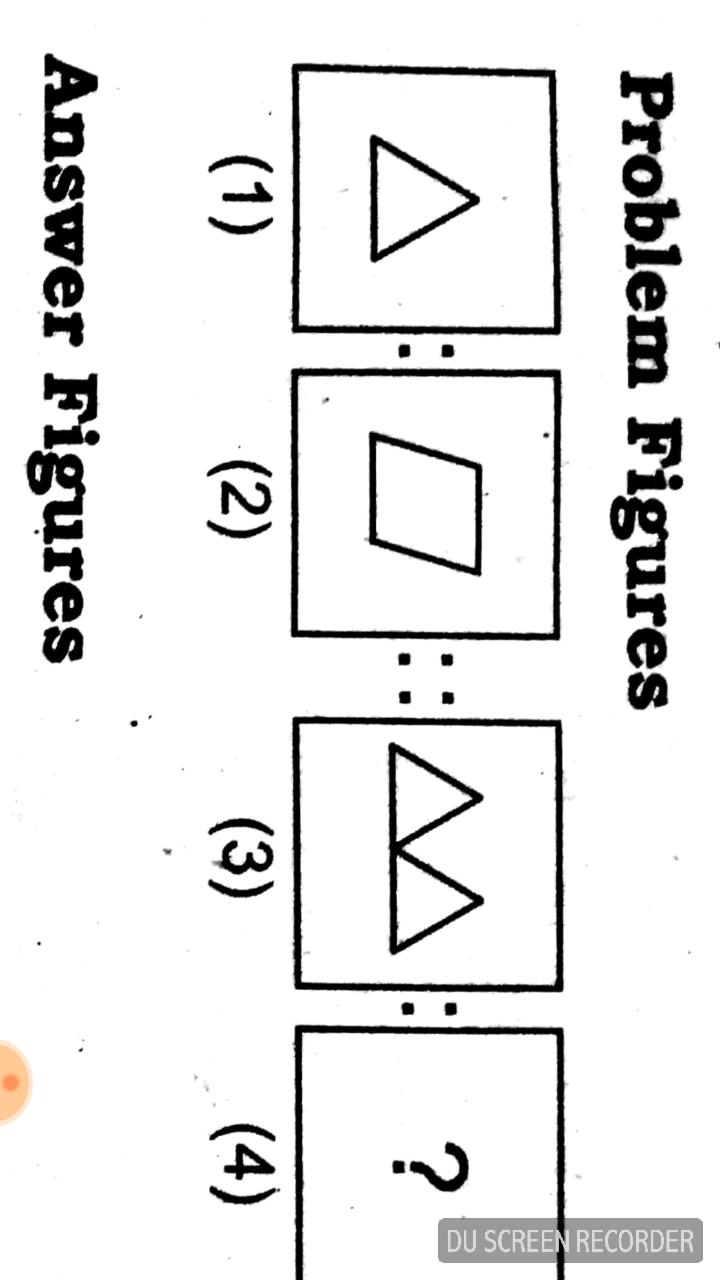 Problem Figures
?
(1)
(2)
(3)
(4)
Answer Figures
DU SCREEN RECORDER